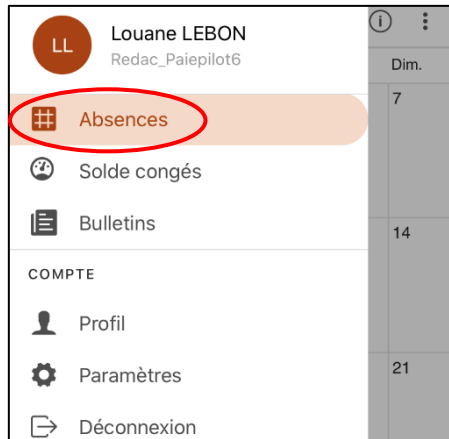 LL
Louane LEBON
Redac_Paiepilot6
Dim.
Absences
7
Solde congés
Bulletins
14
COMPTE
Profil
Paramètres
21
Déconnexion